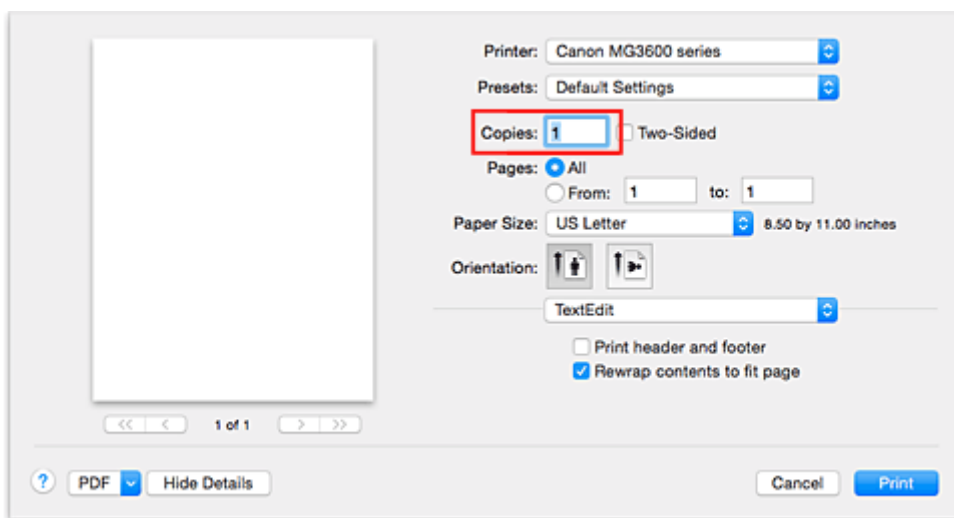 Printer: Canon MG3600 series
Presets: Default Settings
Copies: 1 Two-Sided
Pages: All
From: 1 to: 1
Paper Size: US Letter 8.50 by 11.00 inches
Orientation:
TextEdit
Print header and footer
Rewrap contents to fit page
<< < 1 of 1 > >>
? PDF Hide Details Cancel Print